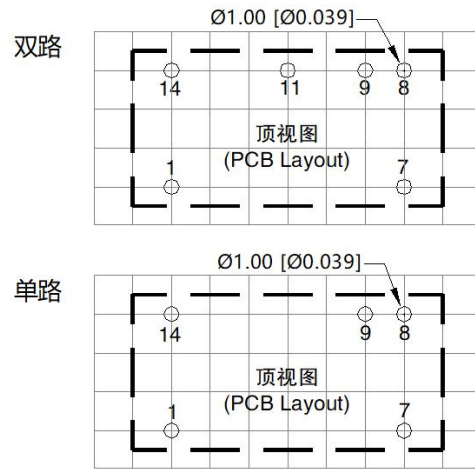 Ø1.00 [Ø0.039]
双路
14 11 9 8
顶视图
1 (PCB Layout) 7
Ø1.00 [Ø0.039]
单路
14 9 8
顶视图
1 (PCB Layout) 7